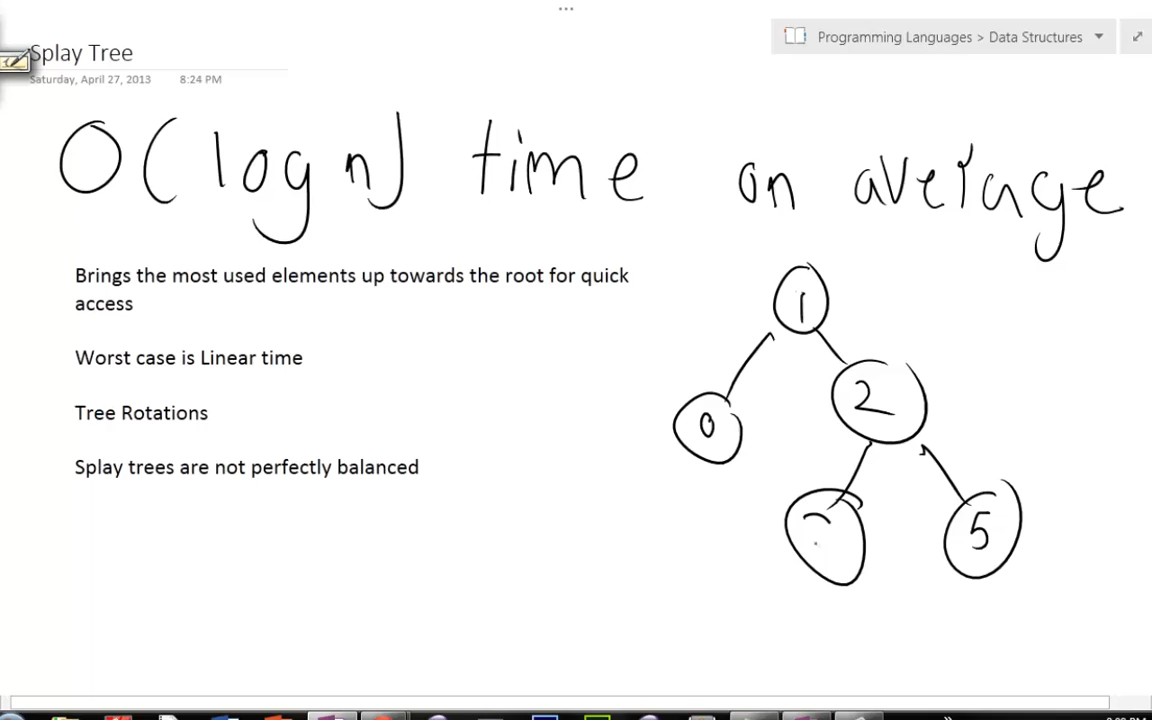 Programming Languages > Data Structures
Splay Tree
Saturday, April 27, 2013 8:24 PM
O(log n) time on average
Brings the most used elements up towards the root for quick
access
Worst case is Linear time
Tree Rotations
Splay trees are not perfectly balanced
1
0 2
5